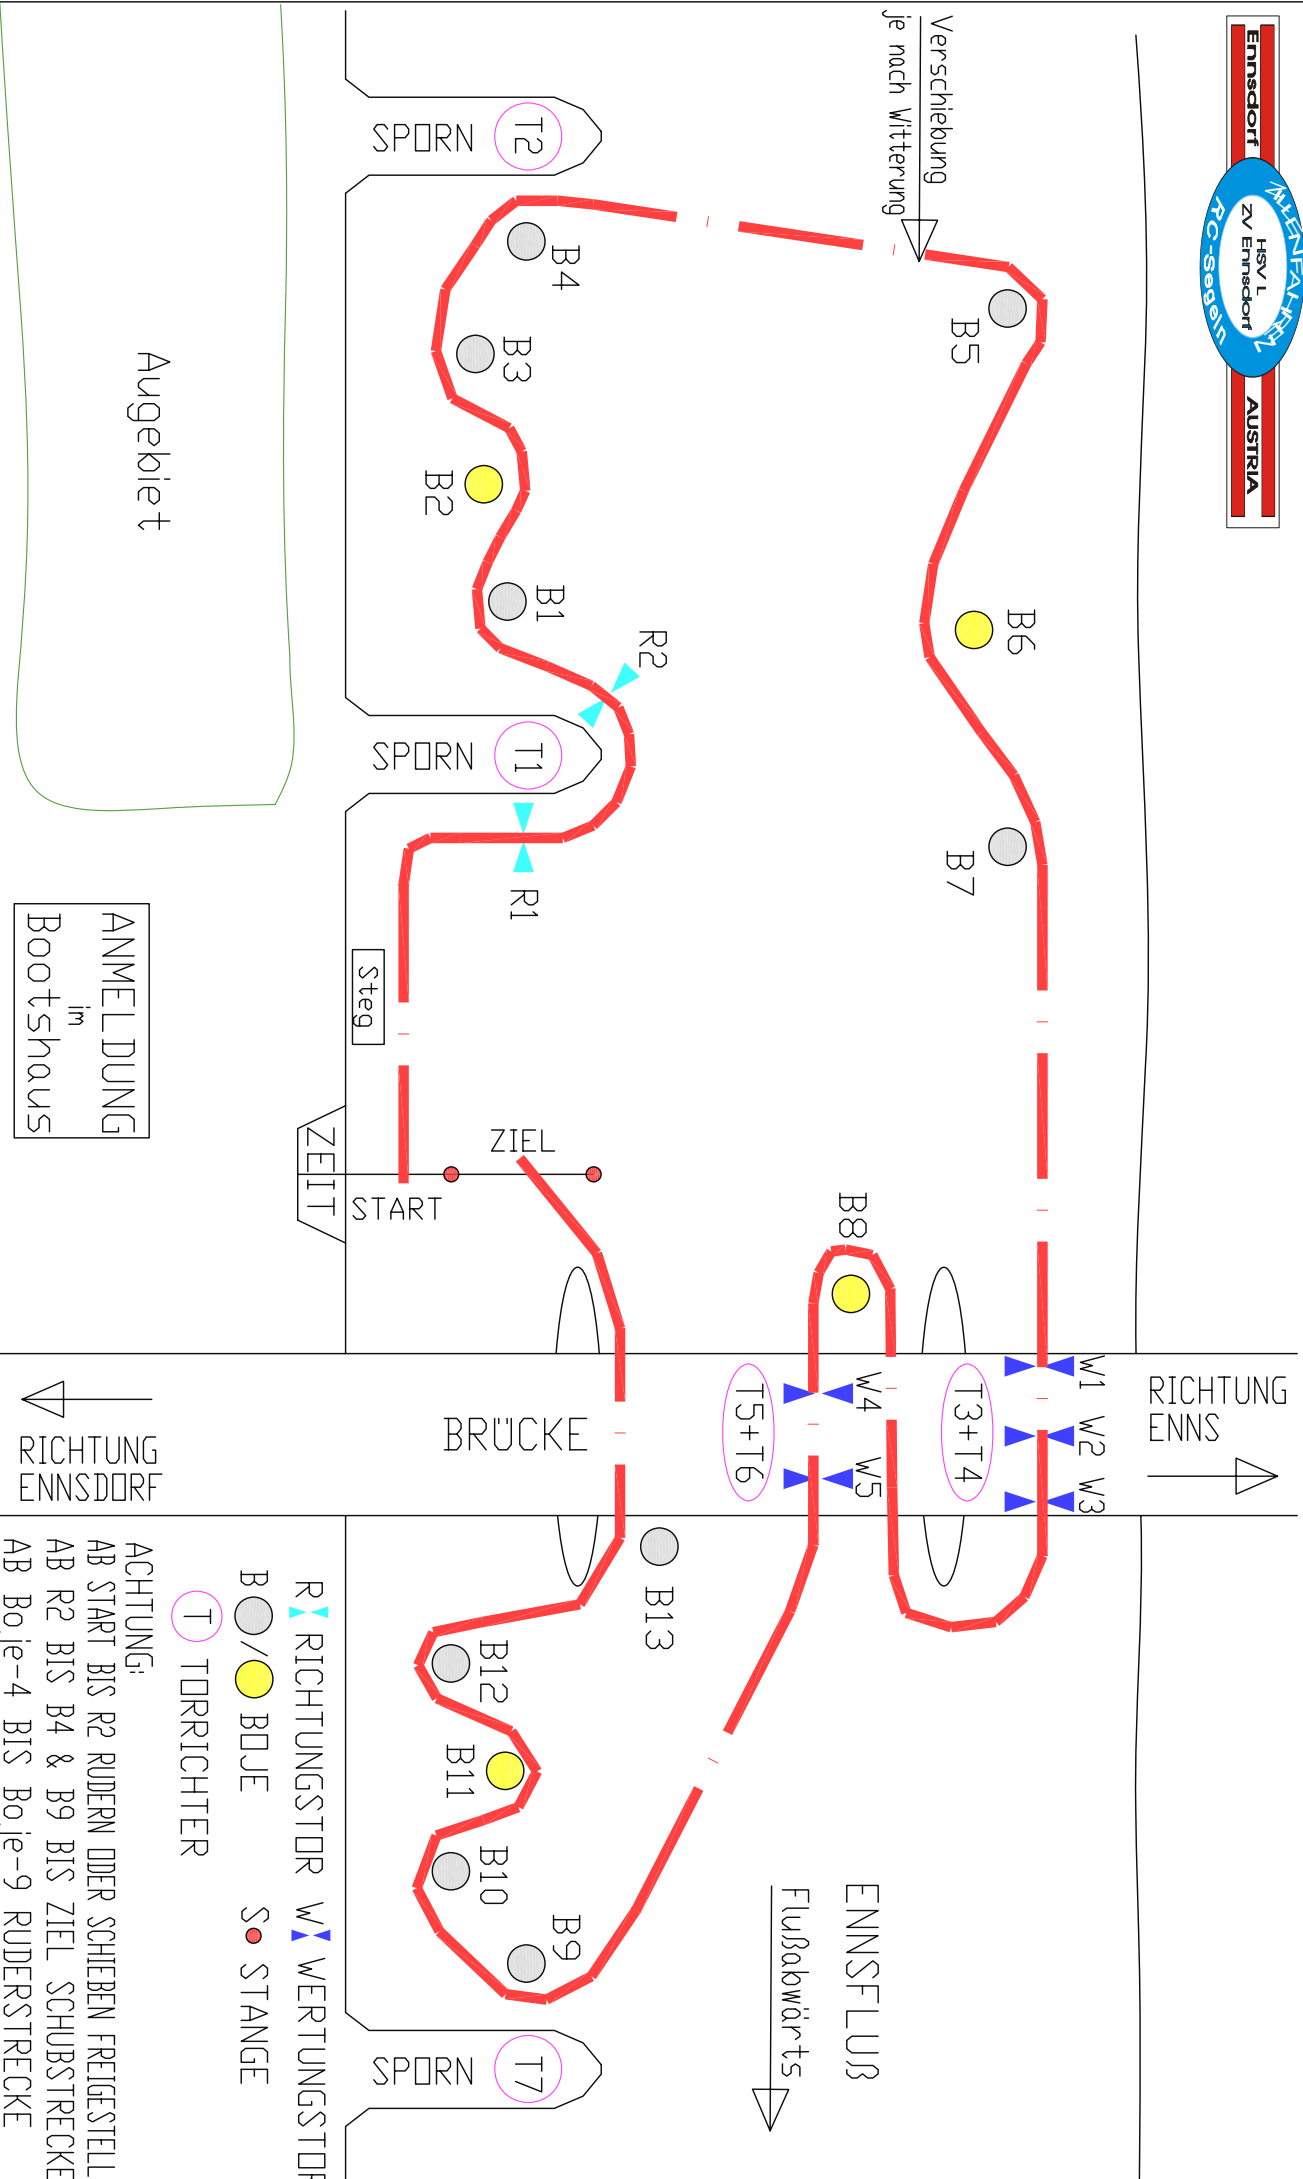 Ennsdorf
AUSTRIA
ZILLENFAHREN
HSV L
ZV Ennsdorf
RC-Segeln
Verschiebung
je nach Witterung
SPORN
T2
B4
B3
B2
B1
B5
B6
B7
R2
SPORN
T1
R1
Augebiet
ANMELDUNG
im
Bootshaus
Steg
ZEIT
START
ZIEL
B8
W1
W2
W3
T3+T4
W4
W5
T5+T6
BRÜCKE
RICHTUNG
ENNS
RICHTUNG
ENNSDORF
B13
B12
B11
B10
B9
ENNSFLUß
Flußabwärts
SPORN
T7
R RICHTUNGSTOR W WERTUNGSTOR
B / BOJE S STANGE
T TORRICHTER
ACHTUNG:
AB START BIS R2 RUDERN ODER SCHIEBEN FREIGESTELL
AB R2 BIS B4 & B9 BIS ZIEL SCHUBSTRECKE
AB Boje-4 BIS Boje-9 RUDERSTRECKE